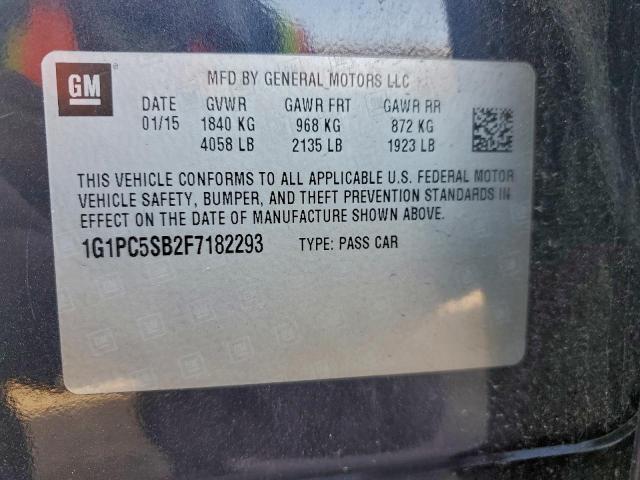 GM
MFD BY GENERAL MOTORS LLC
DATE GVWR GAWR FRT GAWR RR
01/15 1840 KG 968 KG 872 KG
4058 LB 2135 LB 1923 LB
THIS VEHICLE CONFORMS TO ALL APPLICABLE U.S. FEDERAL MOTOR
VEHICLE SAFETY, BUMPER, AND THEFT PREVENTION STANDARDS IN
EFFECT ON THE DATE OF MANUFACTURE SHOWN ABOVE.
1G1PC5SB2F7182293 TYPE: PASS CAR